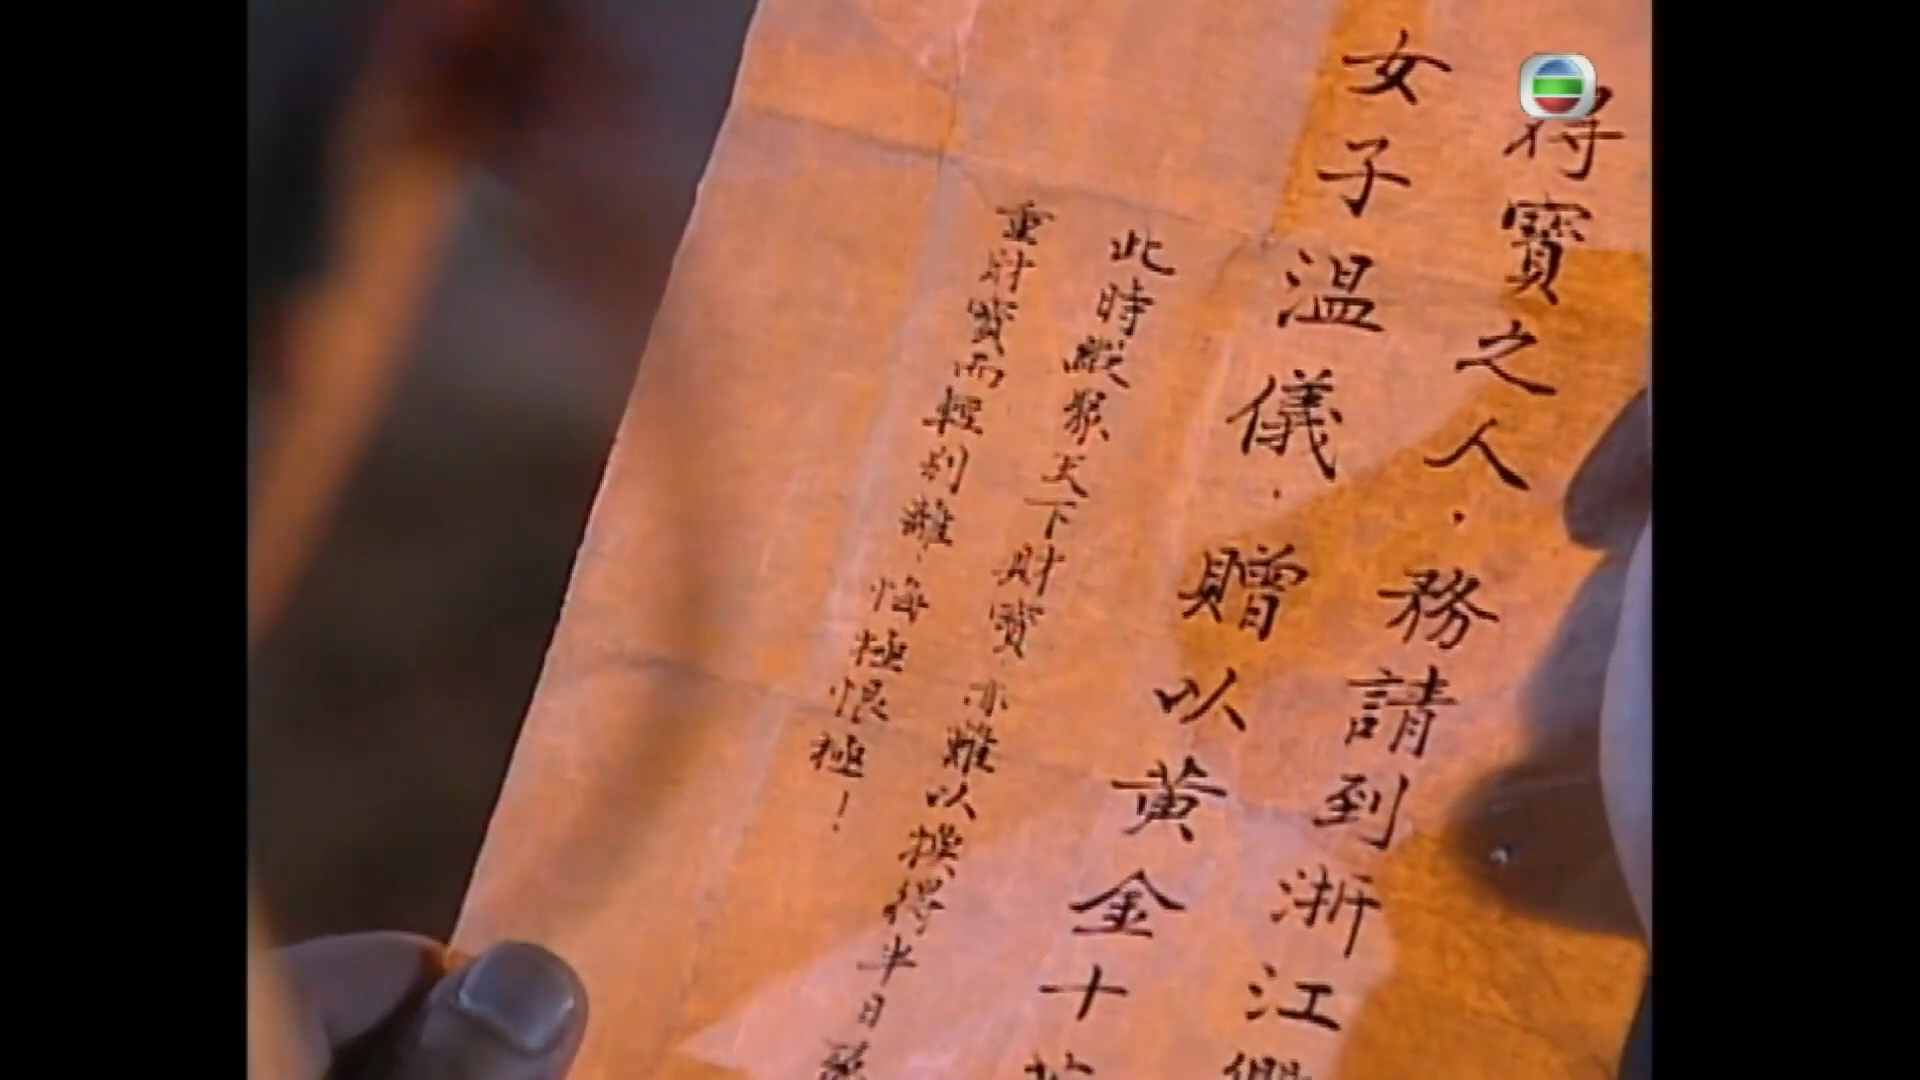 得寶之人．務請到浙江
女子溫儀．贈以黃金十
此時縱聚天下財寶亦難以換得半日
重財寶而輕別離．悔極恨極！